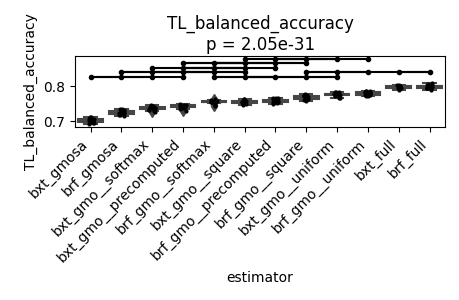 TL_balanced_accuracy
p = 2.05e-31
TL_balanced_accuracy
0.8
0.7
bxt_gmosa
brf_gmosa
bxt_gmo__softmax
bxt_gmo__precomputed
brf_gmo__softmax
bxt_gmo__square
brf_gmo__precomputed
brf_gmo__square
bxt_gmo__uniform
brf_gmo__uniform
bxt_full
brf_full
estimator